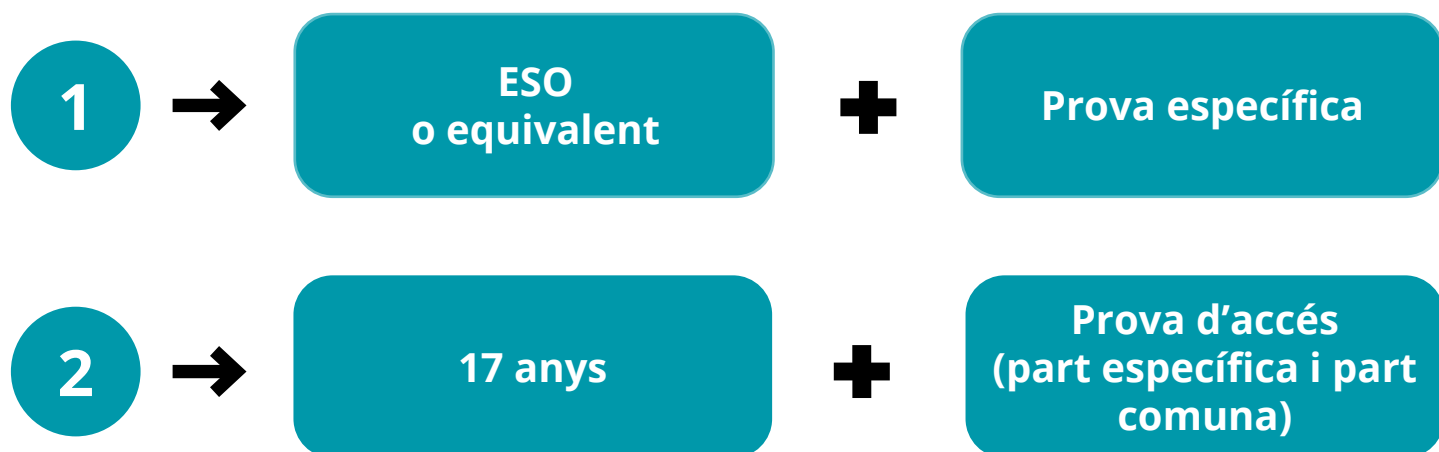 1
ESO
o equivalent
Prova específica
2
17 anys
Prova d’accés
(part específica i part
comuna)